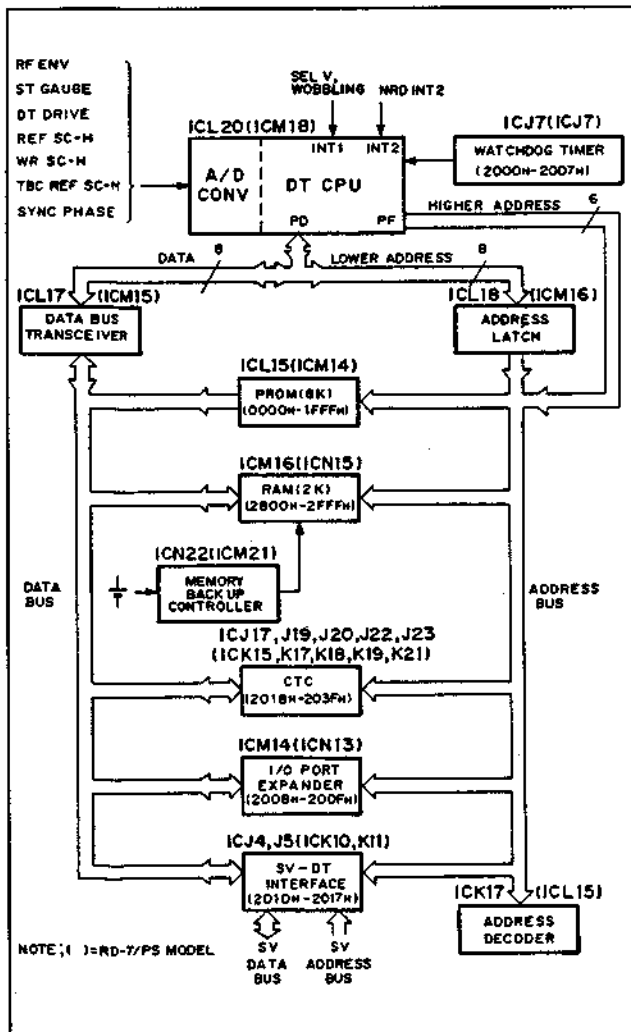 RF ENV
ST GAUBE
DT DRIVE
REF SC-H
WR SC-H
TBC REF SC-H
SYNC PHASE
SEL V,
WOBBLING
NRD INT2
ICL20(ICM18)
INT1
INT2
A/D
CONV
DT CPU
PD
PF
ICJ7(ICJ7)
WATCHDOG TIMER
(2000H-2007H)
HIGHER ADDRESS
6
DATA
8
LOWER ADDRESS
8
ICL17 (ICM15)
DATA BUS
TRANSCEIVER
ICL18 (ICM16)
ADDRESS
LATCH
ICL15(ICM14)
PROM(8K)
(0000H-1FFFH)
ICM16(ICN15)
RAM(2K)
(2800H-2FFFH)
ICN22(ICM21)
MEMORY
BACK UP
CONTROLLER
DATA
BUS
ADDRESS
BUS
ICJ17, J19, J20, J22, J23
(ICK15, K17, K18, K19, K21)
CTC
(2018H-203FH)
ICM14(ICN13)
I/O PORT
EXPANDER
(2008H-200FH)
ICJ4, J5(ICK10, K11)
SV-DT
INTERFACE
(2010H-2017H)
ICK17 (ICL15)
ADDRESS
DECODER
NOTE;( )=RD-7/PS MODEL
SV
DATA
BUS
SV
ADDRESS
BUS